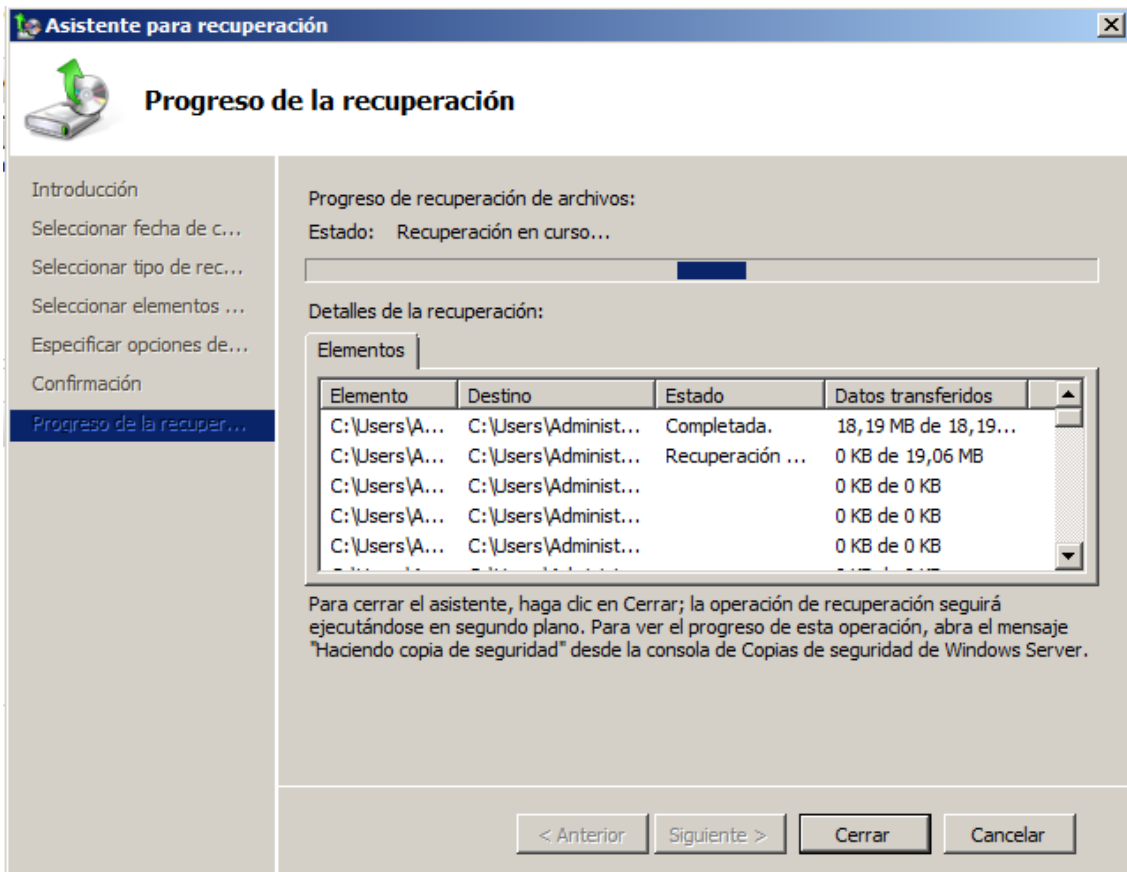 Asistente para recuperación
Progreso de la recuperación
Introducción
Seleccionar fecha de c...
Seleccionar tipo de rec...
Seleccionar elementos ...
Especificar opciones de...
Confirmación
Progreso de la recuper...
Progreso de recuperación de archivos:
Estado: Recuperación en curso...
Detalles de la recuperación:
Elementos
Elemento Destino Estado Datos transferidos
C:\Users\A... C:\Users\Administ... Completada. 18,19 MB de 18,19...
C:\Users\A... C:\Users\Administ... Recuperación ... 0 KB de 19,06 MB
C:\Users\A... C:\Users\Administ... 0 KB de 0 KB
C:\Users\A... C:\Users\Administ... 0 KB de 0 KB
C:\Users\A... C:\Users\Administ... 0 KB de 0 KB
Para cerrar el asistente, haga clic en Cerrar; la operación de recuperación seguirá
ejecutándose en segundo plano. Para ver el progreso de esta operación, abra el mensaje
"Haciendo copia de seguridad" desde la consola de Copias de seguridad de Windows Server.
< Anterior Siguiente > Cerrar Cancelar